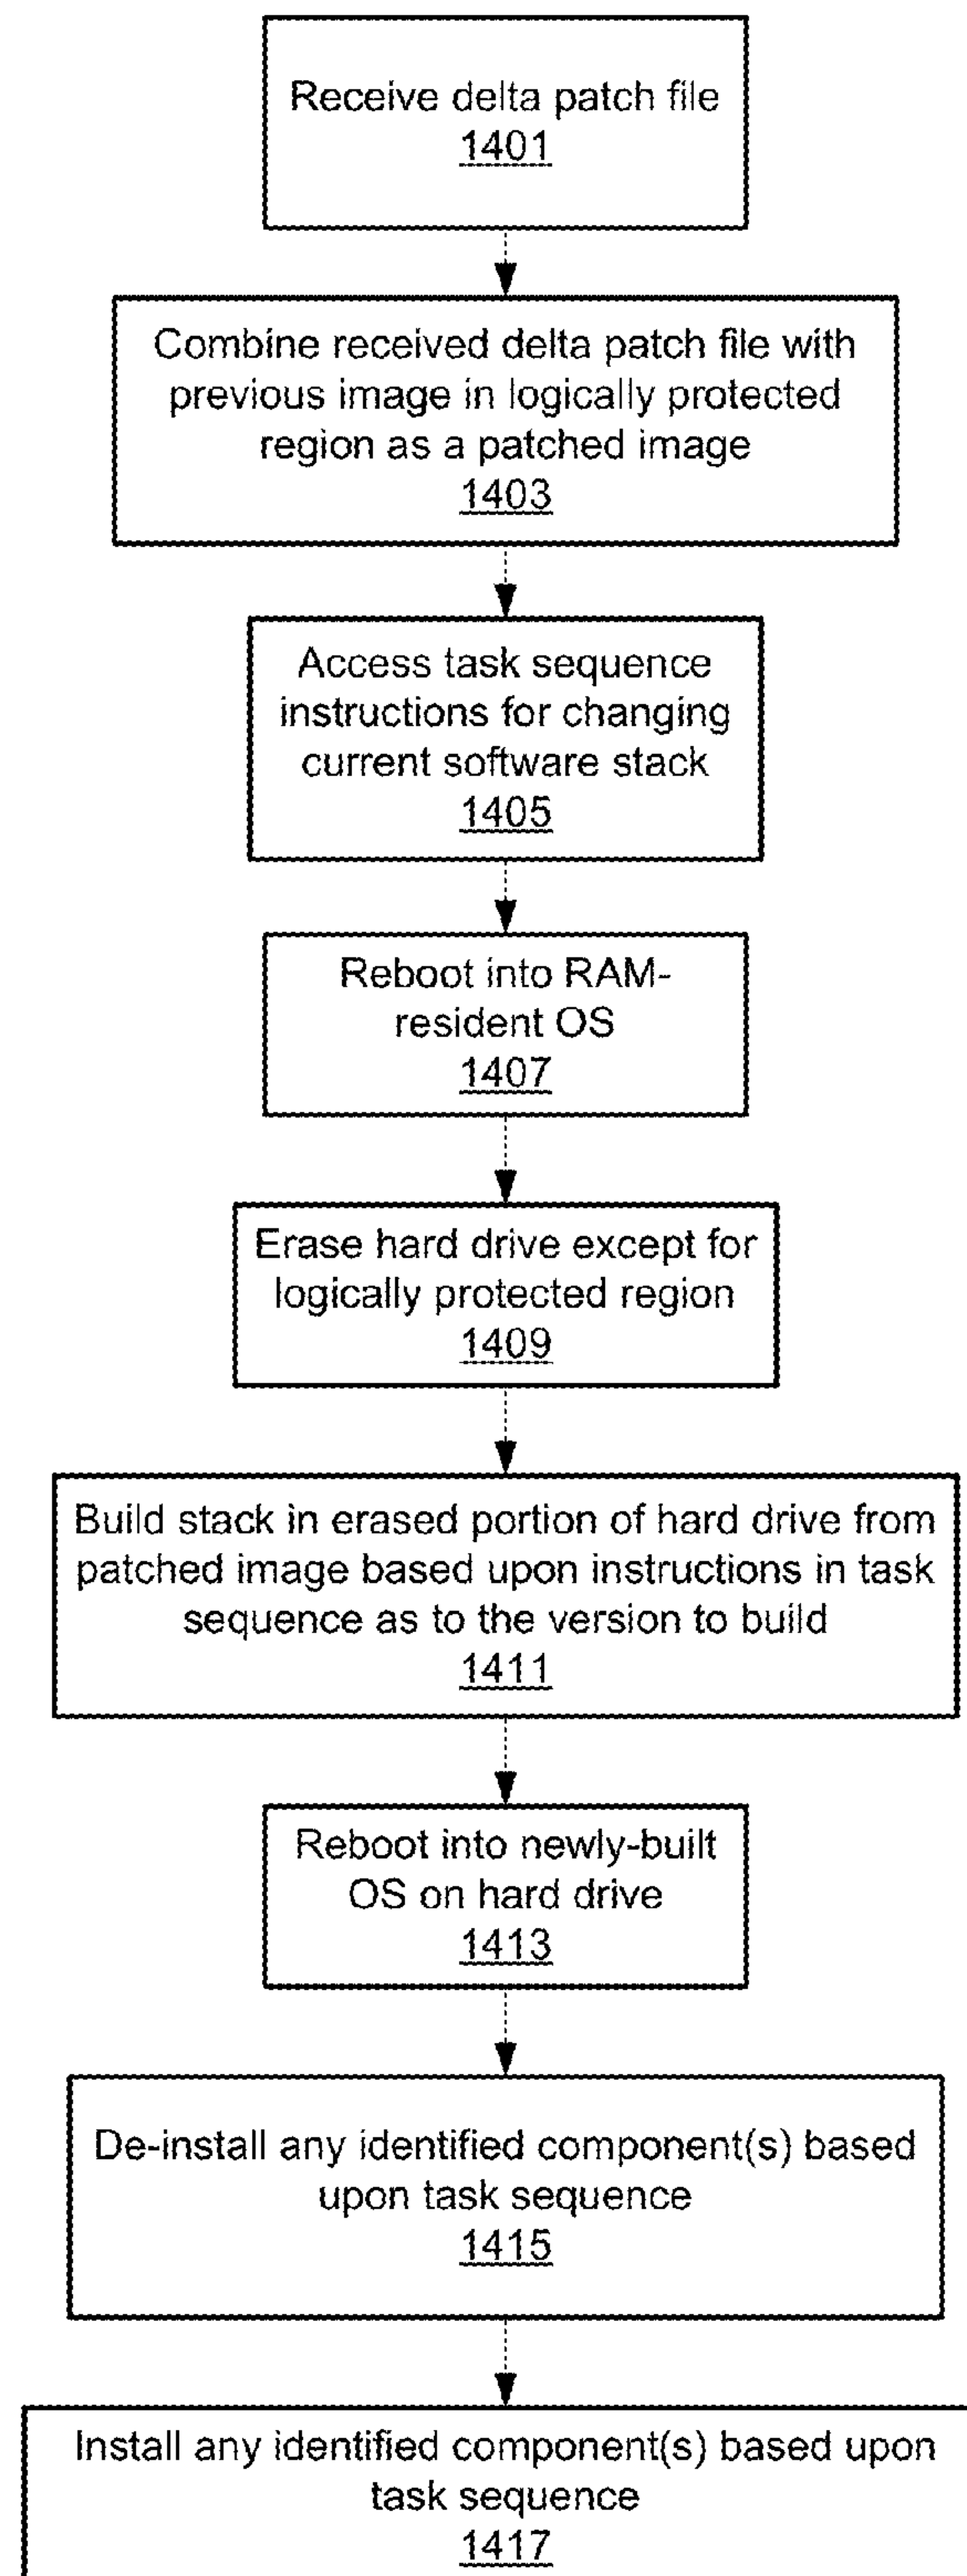 Receive delta patch file
1401
Combine received delta patch file with
previous image in logically protected
region as a patched image
1403
Access task sequence
instructions for changing
current software stack
1405
Reboot into RAM-
resident OS
1407
Erase hard drive except for
logically protected region
1409
Build stack in erased portion of hard drive from
patched image based upon instructions in task
sequence as to the version to build
1411
Reboot into newly-built
OS on hard drive
1413
De-install any identified component(s) based
upon task sequence
1415
Install any identified component(s) based upon
task sequence
1417